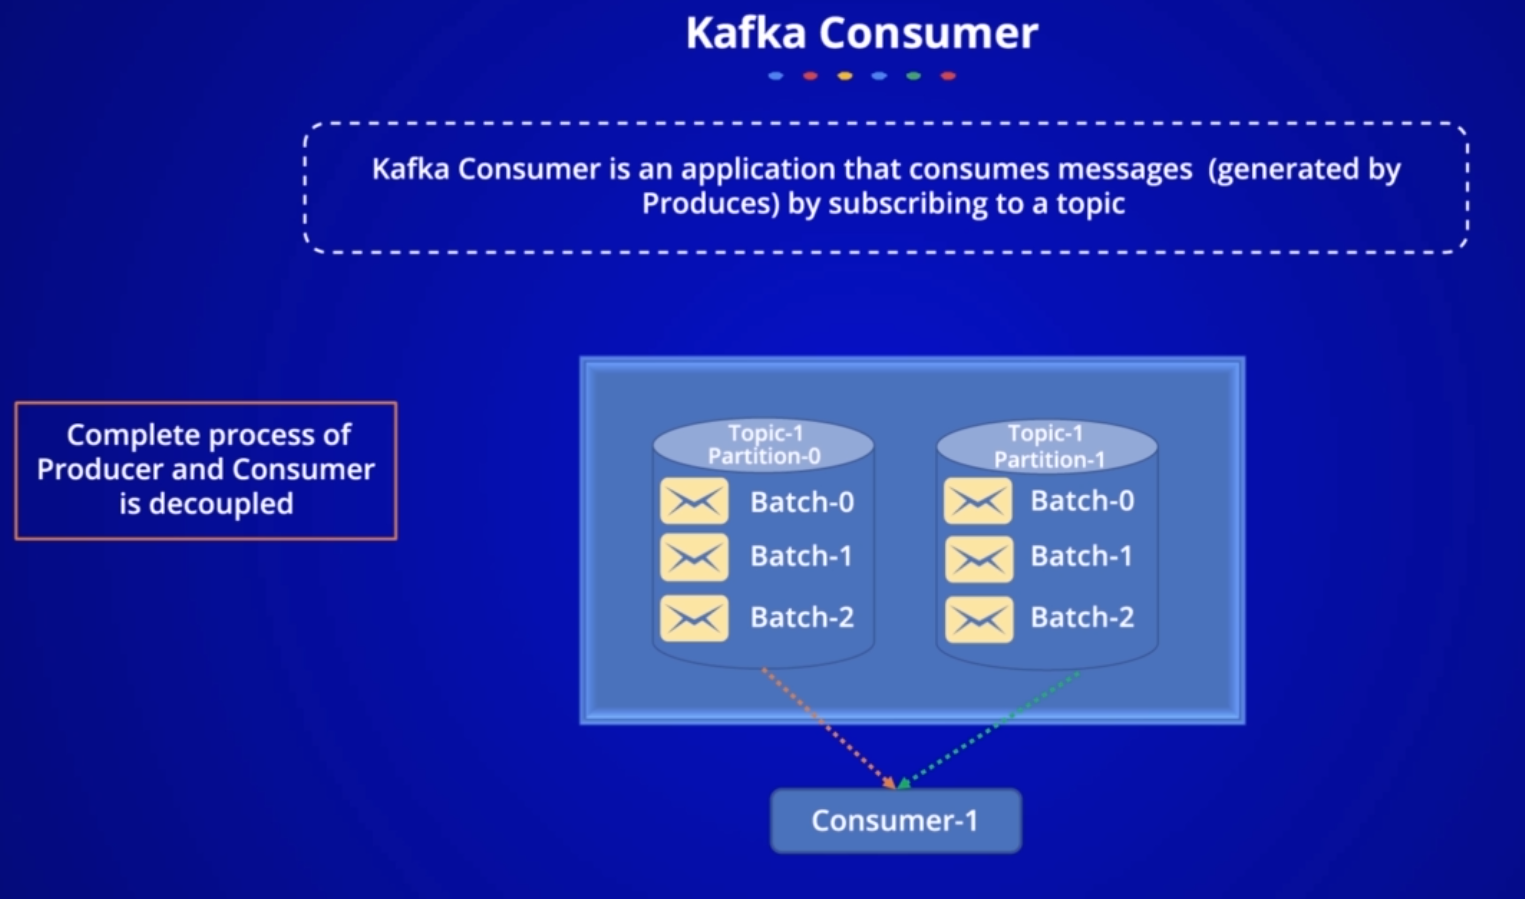 Kafka Consumer
Kafka Consumer is an application that consumes messages (generated by
Produces) by subscribing to a topic
Complete process of
Producer and Consumer
is decoupled
Topic-1
Partition-0
Batch-0
Batch-1
Batch-2
Topic-1
Partition-1
Batch-0
Batch-1
Batch-2
Consumer-1